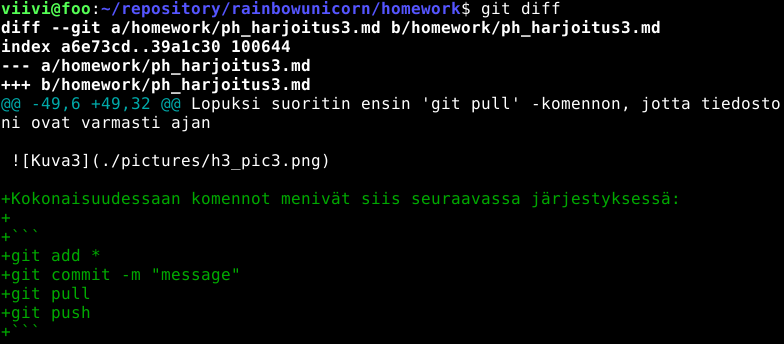 viivi@foo:~/repository/rainbowunicorn/homework$ git diff
diff --git a/homework/ph_harjoitus3.md b/homework/ph_harjoitus3.md
index a6e73cd..39a1c30 100644
--- a/homework/ph_harjoitus3.md
+++ b/homework/ph_harjoitus3.md
@@ -49,6 +49,32 @@ Lopuksi suoritin ensin 'git pull' -komennon, jotta tiedosto
ni ovat varmasti ajan
 ![Kuva3](./pictures/h3_pic3.png)
+Kokonaisuudessaan komennot menivät siis seuraavassa järjestyksessä:
+
+```
+git add *
+git commit -m "message"
+git pull
+git push
+```